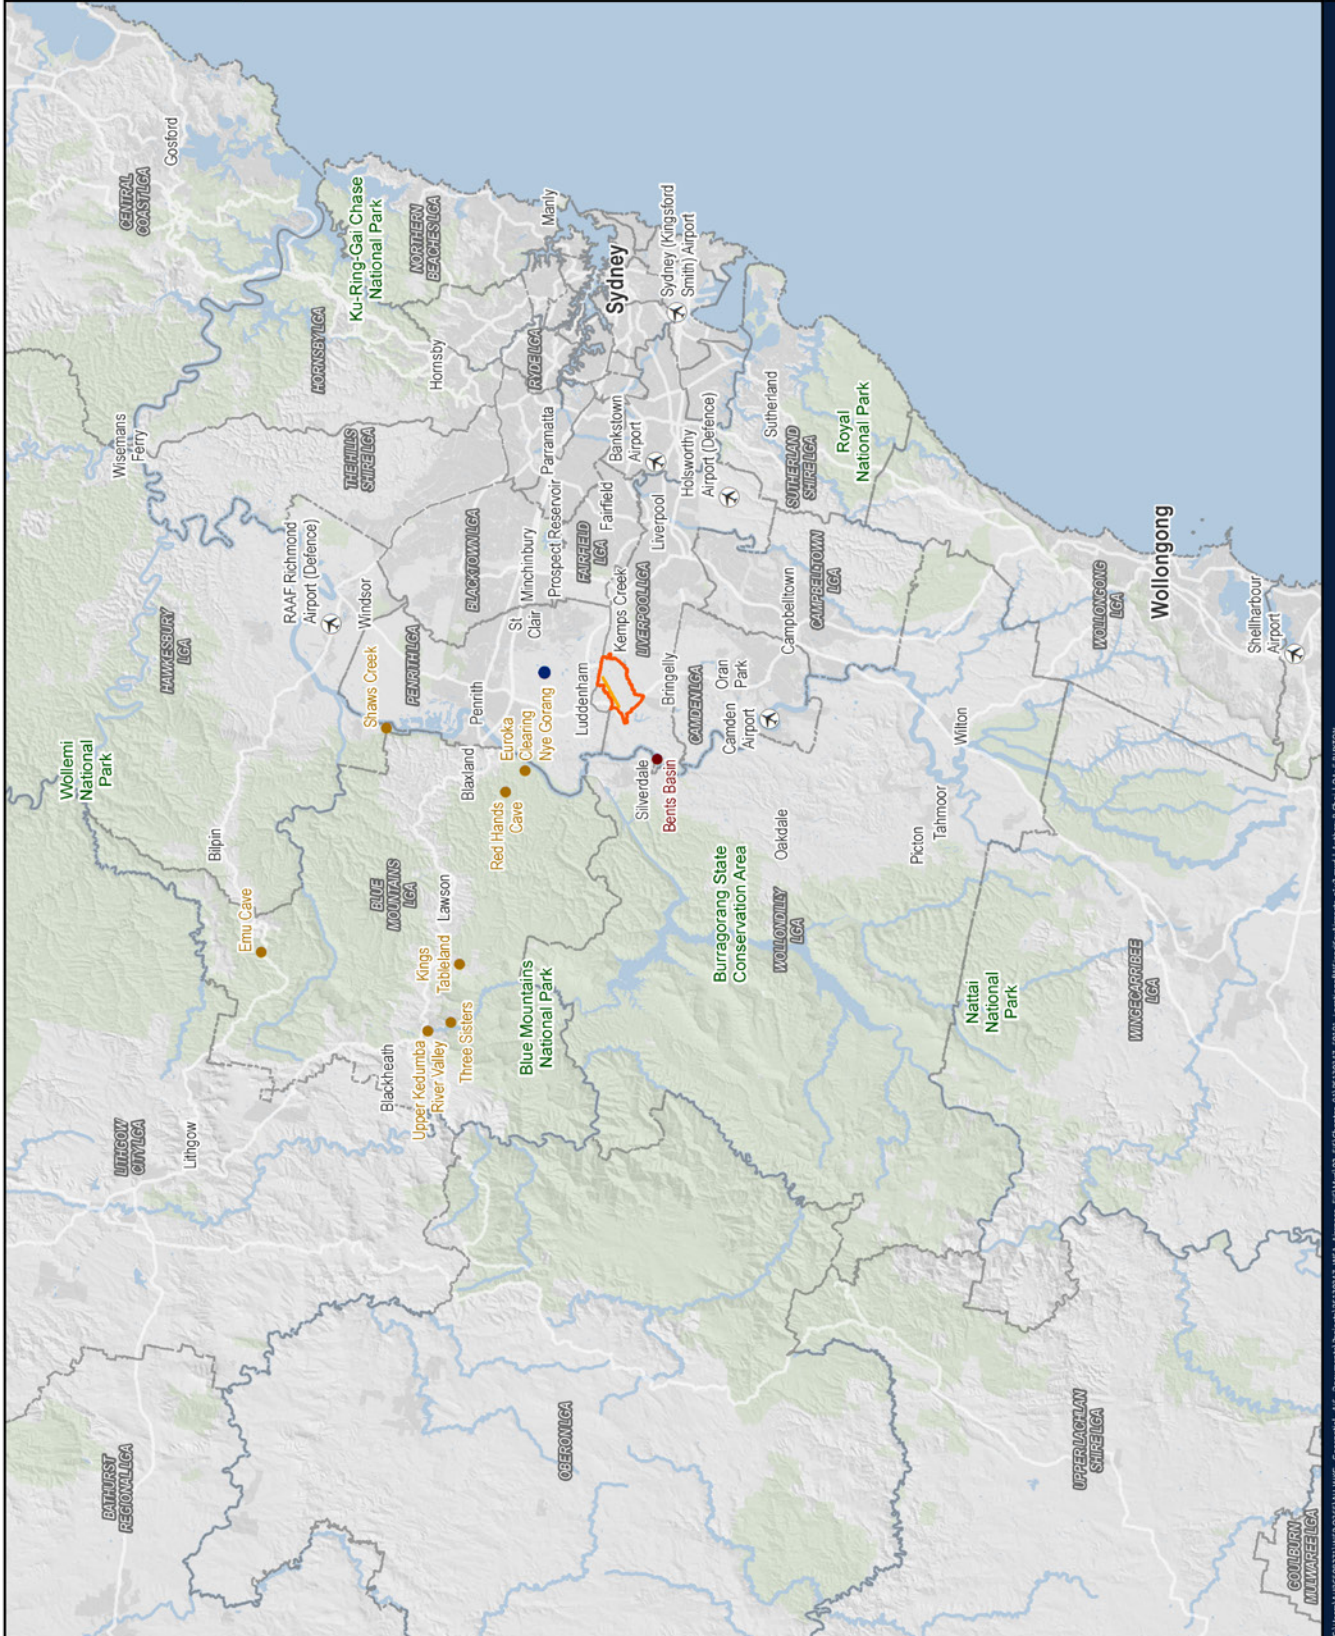 Gosford
CENTRAL
COAST LGA
Ku-Ring-Gai Chase
National Park
NORTHERN
BEACHES LGA
Manly
Sydney
Sydney (Kingsford
Smith) Airport
HORNSBY LGA
Hornsby
RYDE LGA
Wisemans
Ferry
THE HILLS
SHIRE LGA
Parramatta
Bankstown
Airport
Holsworthy
Airport (Defence)
Sutherland
SUTHERLAND
SHIRE LGA
Royal
National Park
RAAF Richmond
Airport (Defence)
Windsor
BLACKTOWN LGA
Minchinbury
Prospect Reservoir
FAIRFIELD
LGA
Fairfield
Liverpool
St
Clair
Kemps Creek
LIVERPOOL LGA
Campbelltown
CAMPBELLTOWN
LGA
WOLLONGONG
LGA
Wollongong
Shellharbour
Airport
HAWKESBURY
LGA
Shaws Creek
PENRITH LGA
Penrith
Luddenham
Bringelly
Oran
Park
CAMDEN LGA
Camden
Airport
Wilton
Wollemi
National
Park
Blaxland
Euroka
Clearing
Nye Gorang
Silverdale
Bents Basin
Red Hands
Cave
Bilpin
Oakdale
Picton
Tahmoor
Emu Cave
BLUE
MOUNTAINS
LGA
Lawson
Kings
Tableland
Burragorang State
Conservation Area
WOLLONDILLY
LGA
Three Sisters
Blue Mountains
National Park
Nattai
National
Park
WINGECARRIBEE
LGA
Blackheath
Upper Kedumba
River Valley
LITHGOW
CITY LGA
Lithgow
OBERON LGA
UPPER LACHLAN
SHIRE LGA
BATHURST
REGIONAL LGA
GOULBURN
MULWAREE LGA